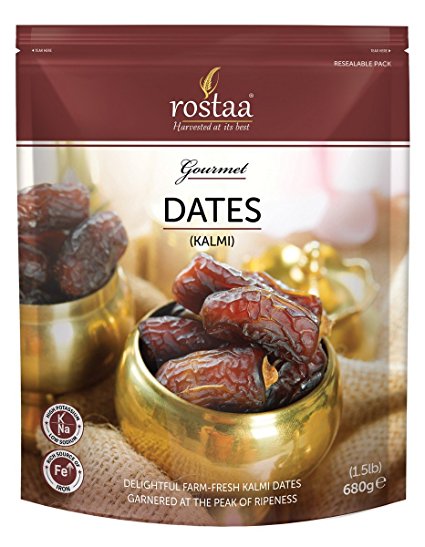 TEAR HERE
TEAR HERE
RESEALABLE PACK
rostaa®
Harvested at its best
Gourmet
DATES
(KALMI)
HIGH POTASSIUM
K
Na
LOW SODIUM
RICH SOURCE OF
Fe
IRON
DELIGHTFUL FARM-FRESH KALMI DATES
GARNERED AT THE PEAK OF RIPENESS
(1.5lb)
680g℮